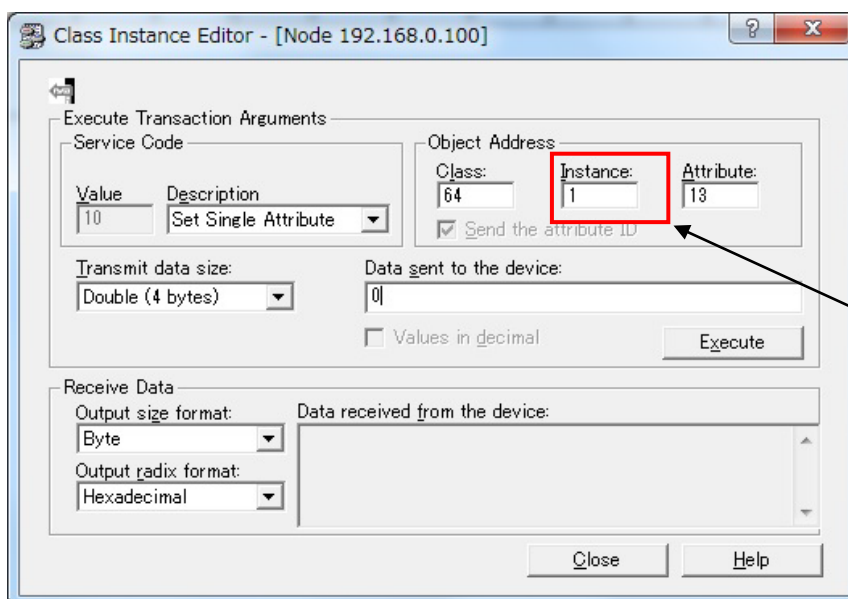 Class Instance Editor - [Node 192.168.0.100]
Execute Transaction Arguments
Service Code
Object Address
Value
Description
Class:
Instance:
Attribute:
10
Set Single Attribute
64
1
13
Send the attribute ID
Transmit data size:
Data sent to the device:
Double (4 bytes)
0
Values in decimal
Execute
Receive Data
Output size format:
Data received from the device:
Byte
Output radix format:
Hexadecimal
Close
Help